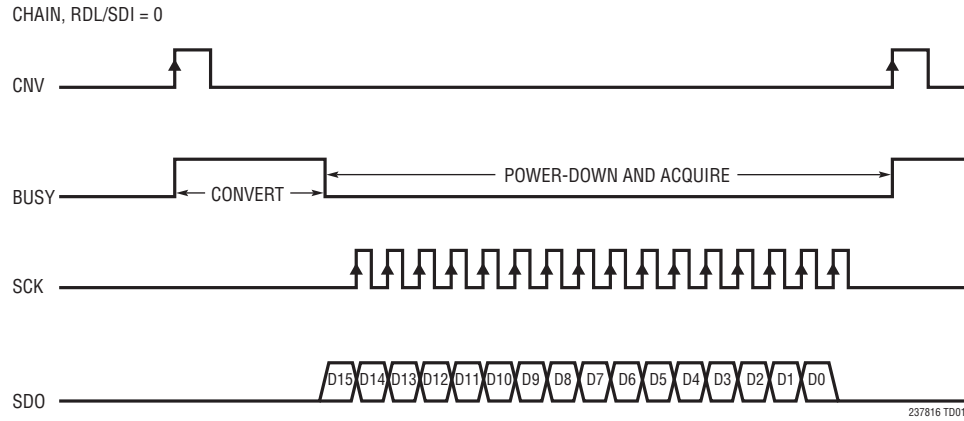 CHAIN, RDL/SDI = 0
CNV
BUSY
CONVERT
POWER-DOWN AND ACQUIRE
SCK
SDO
D15 D14 D13 D12 D11 D10 D9 D8 D7 D6 D5 D4 D3 D2 D1 D0
237816 TD01